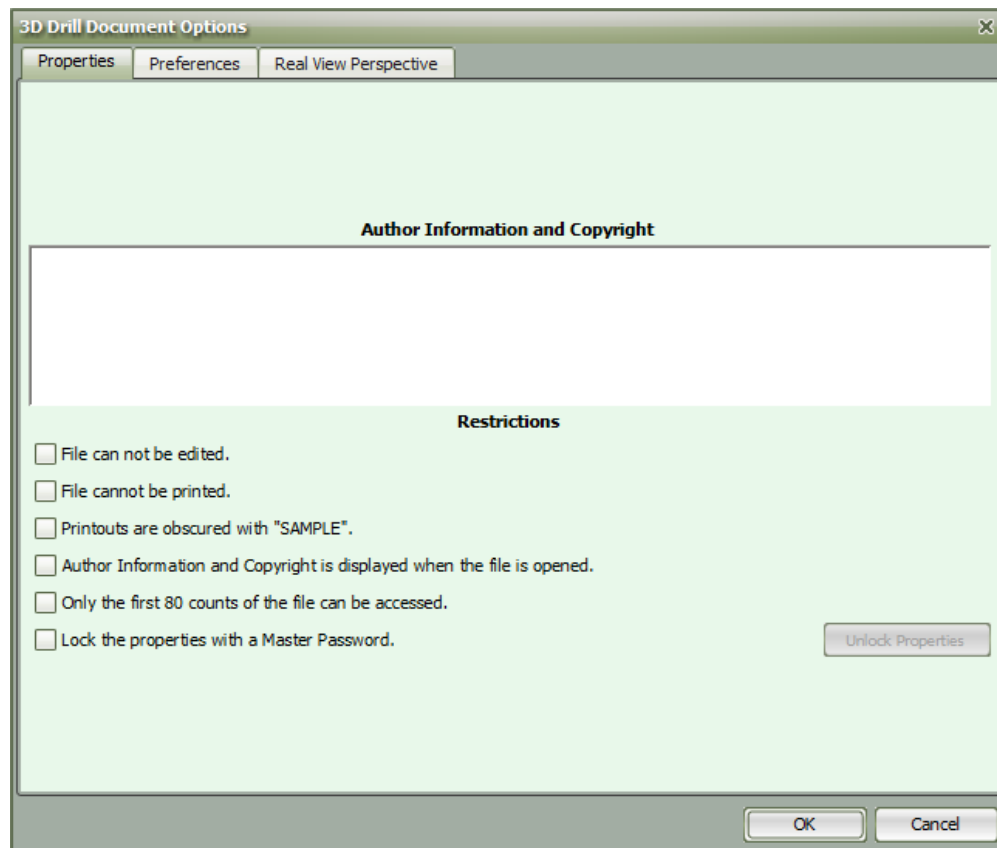 3D Drill Document Options
Properties Preferences Real View Perspective
Author Information and Copyright
Restrictions
File can not be edited.
File cannot be printed.
Printouts are obscured with "SAMPLE".
Author Information and Copyright is displayed when the file is opened.
Only the first 80 counts of the file can be accessed.
Lock the properties with a Master Password. Unlock Properties
OK Cancel